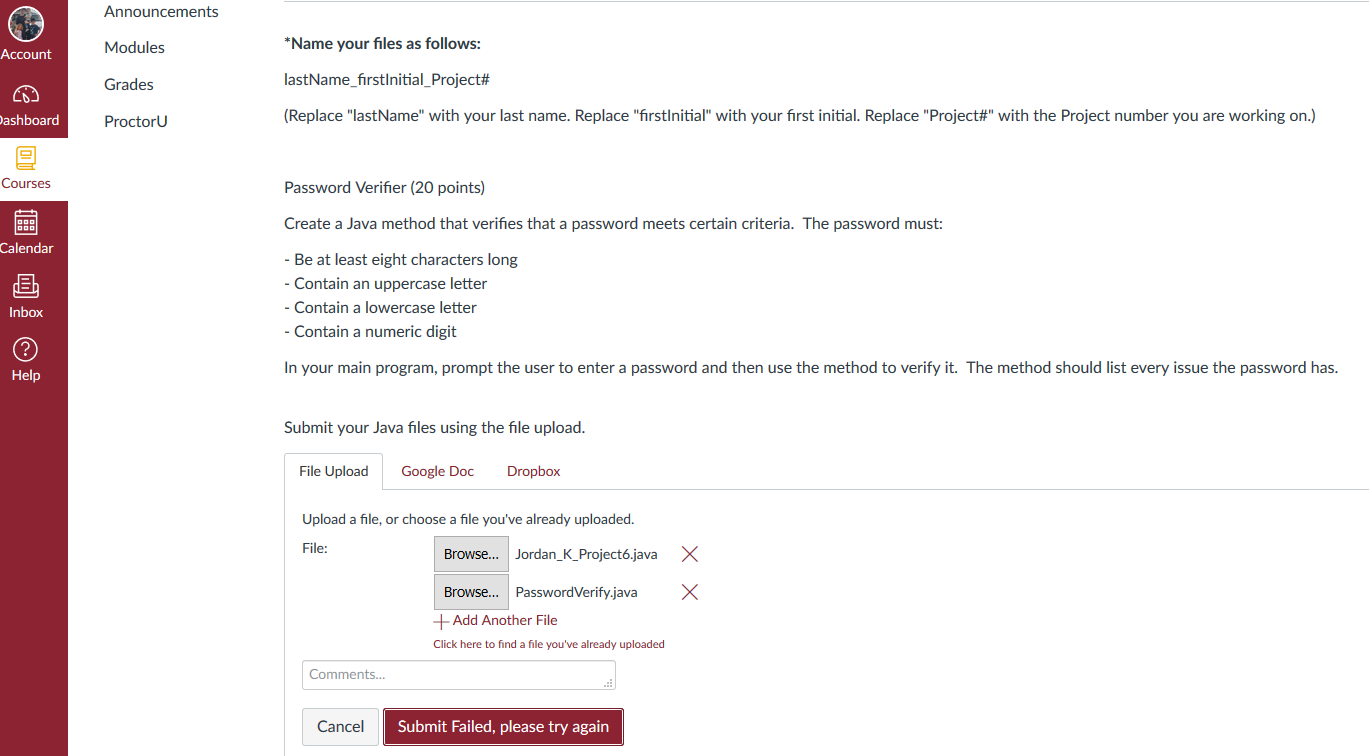 Account
Dashboard
Courses
Calendar
Inbox
Help
Announcements
Modules
Grades
ProctorU
*Name your files as follows:
lastName_firstInitial_Project#
(Replace "lastName" with your last name. Replace "firstInitial" with your first initial. Replace "Project#" with the Project number you are working on.)
Password Verifier (20 points)
Create a Java method that verifies that a password meets certain criteria.  The password must:
- Be at least eight characters long
- Contain an uppercase letter
- Contain a lowercase letter
- Contain a numeric digit
In your main program, prompt the user to enter a password and then use the method to verify it.  The method should list every issue the password has.
Submit your Java files using the file upload.
File Upload Google Doc Dropbox
Upload a file, or choose a file you've already uploaded.
File: Browse... Jordan_K_Project6.java
Browse... PasswordVerify.java
Add Another File
Click here to find a file you've already uploaded
Comments...
Cancel Submit Failed, please try again